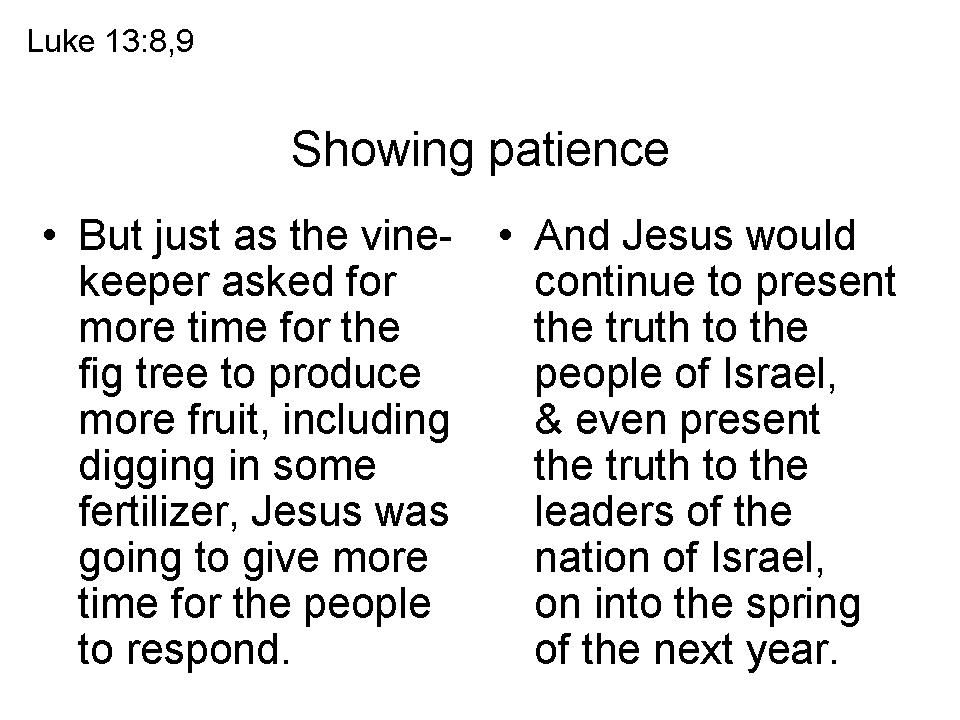 Luke 13:8,9
Showing patience
• But just as the vine-
keeper asked for
more time for the
fig tree to produce
more fruit, including
digging in some
fertilizer, Jesus was
going to give more
time for the people
to respond.
• And Jesus would
continue to present
the truth to the
people of Israel,
& even present
the truth to the
leaders of the
nation of Israel,
on into the spring
of the next year.